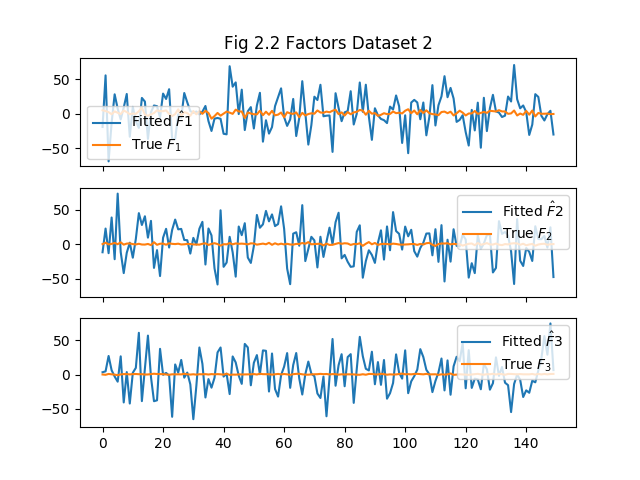 Fig 2.2 Factors Dataset 2
50
0
−50
Fitted F̂1
True F₁
50
0
−50
Fitted F̂2
True F₂
50
0
−50
Fitted F̂3
True F₃
0 20 40 60 80 100 120 140